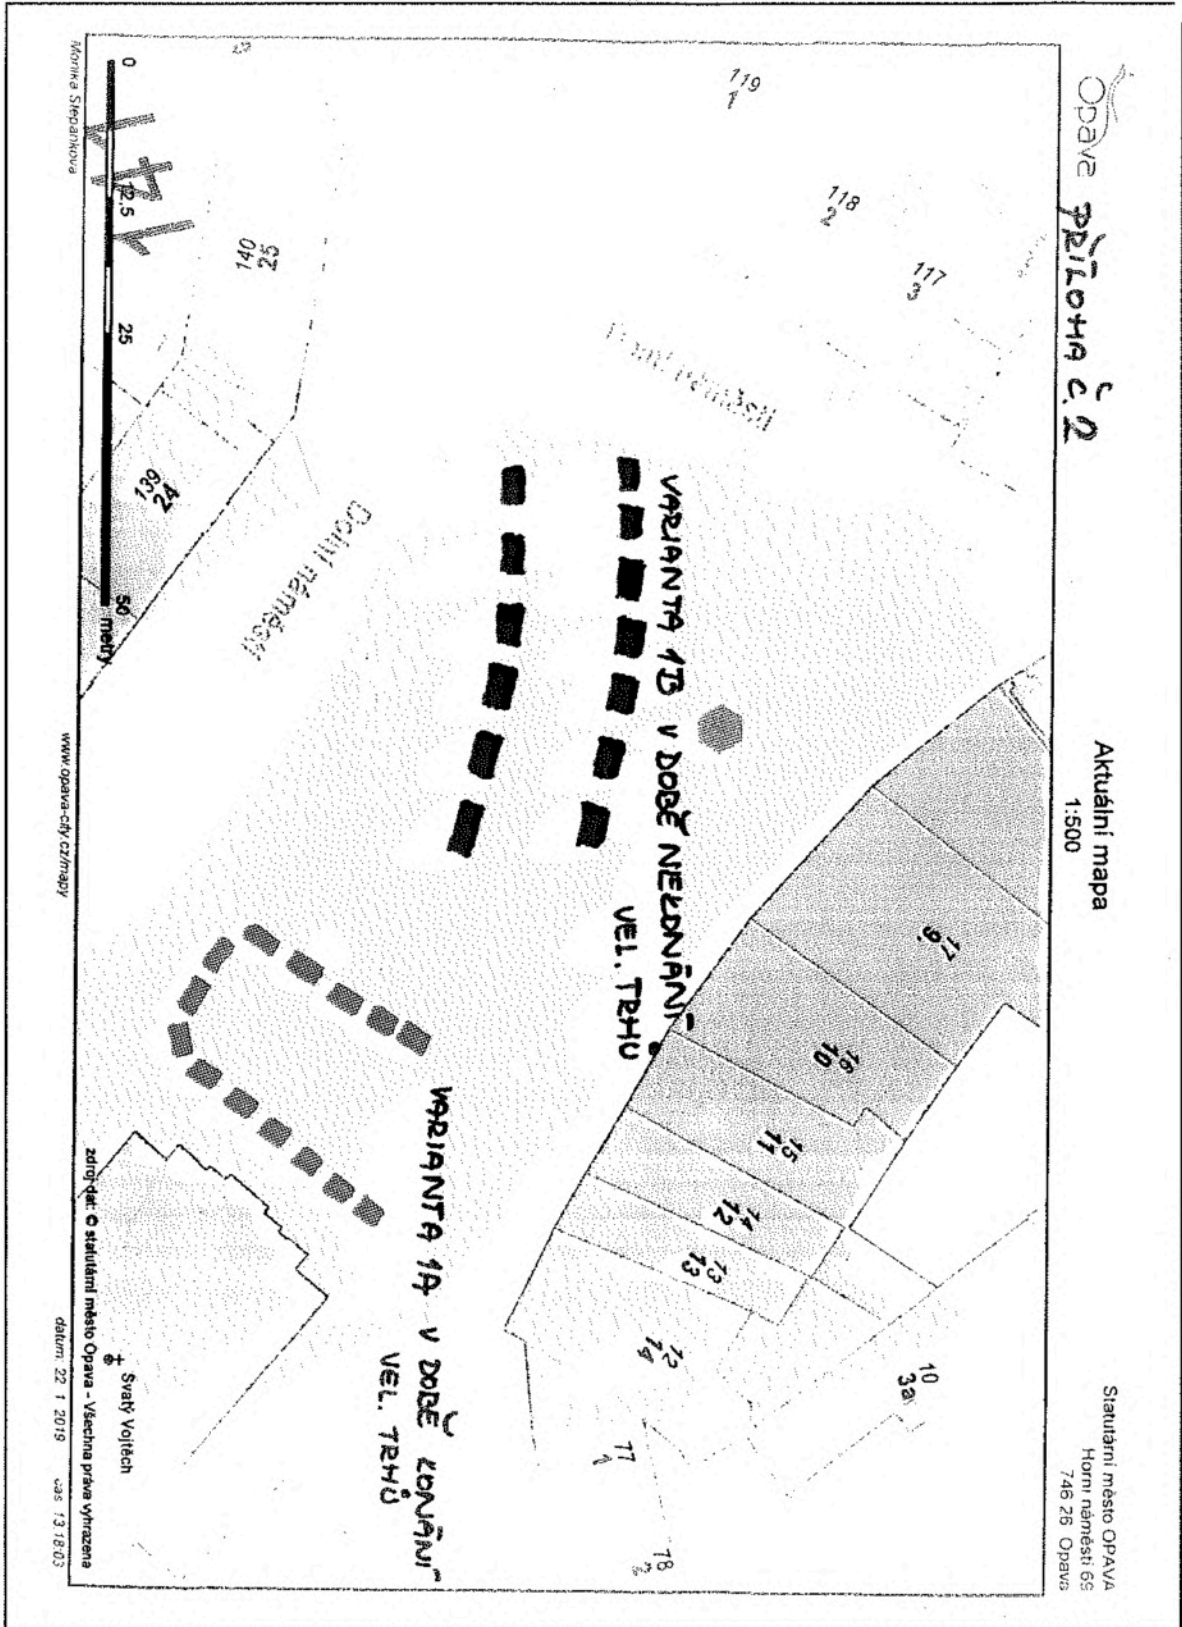 Opava
PŘÍLOHA Č. 2
Aktuální mapa
1:500
Statutární město OPAVA
Horní náměstí 69
746 26 Opava
119
1
118
2
117
3
17
9.
16
10
15
11
14
12
13
13
12
14
10
3a
77
1
78
2
VARIANTA 1B V DOBĚ NEKONÁNÍ
VEL. TRHŮ
Dolní náměstí
140
25
139
24
VARIANTA 1A V DOBĚ KONÁNÍ
VEL. TRHŮ
Svatý Vojtěch
0
12,5
25
50
metry
zdroj dat: © statutární město Opava - Všechna práva vyhrazena
Monika Štěpánková
www.opava-city.cz/mapy
datum: 22. 1. 2019 čas: 13:18:03